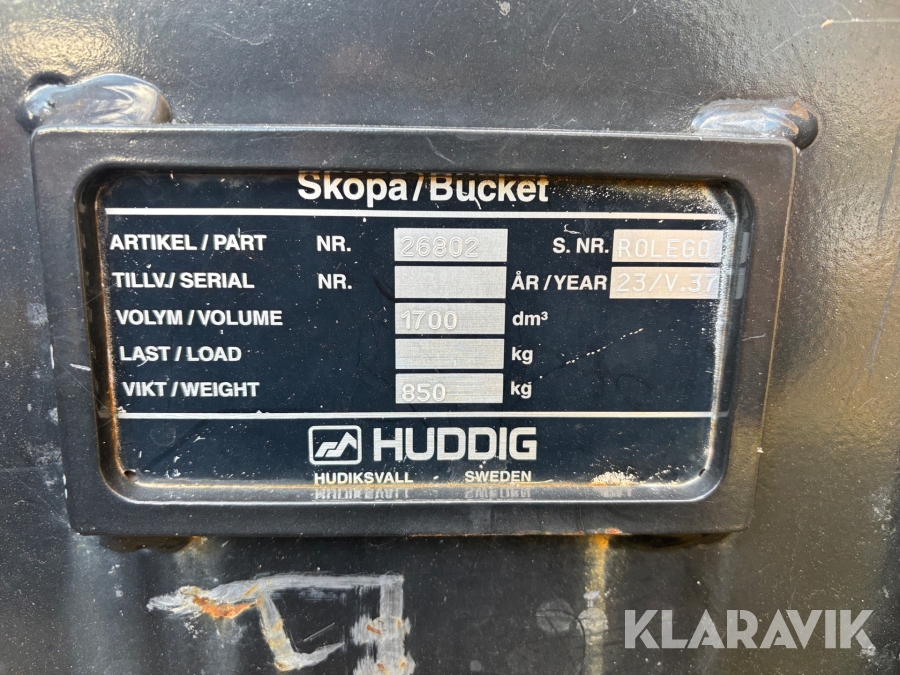 Skopa/Bucket
ARTIKEL/PART NR. 26802 S. NR. ROLEGO
TILLV./SERIAL NR. ÅR/YEAR 23/V.37
VOLYM/VOLUME 1700 dm³
LAST/LOAD kg
VIKT/WEIGHT 850 kg
HUDDIG
HUDIKSVALL SWEDEN
KLARAVIK